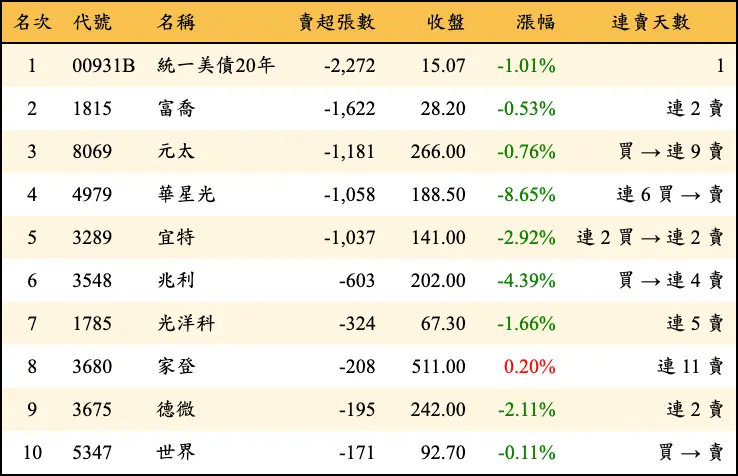 名次 代號 名稱 賣超張數 收盤 漲幅 連賣天數
1 00931B 統一美債20年 -2,272 15.07 -1.01% 1
2 1815 富喬 -1,622 28.20 -0.53% 連 2 賣
3 8069 元太 -1,181 266.00 -0.76% 買 → 連 9 賣
4 4979 華星光 -1,058 188.50 -8.65% 連 6 買 → 賣
5 3289 宜特 -1,037 141.00 -2.92% 連 2 買 → 連 2 賣
6 3548 兆利 -603 202.00 -4.39% 買 → 連 4 賣
7 1785 光洋科 -324 67.30 -1.66% 連 5 賣
8 3680 家登 -208 511.00 0.20% 連 11 賣
9 3675 德微 -195 242.00 -2.11% 連 2 賣
10 5347 世界 -171 92.70 -0.11% 買 → 賣